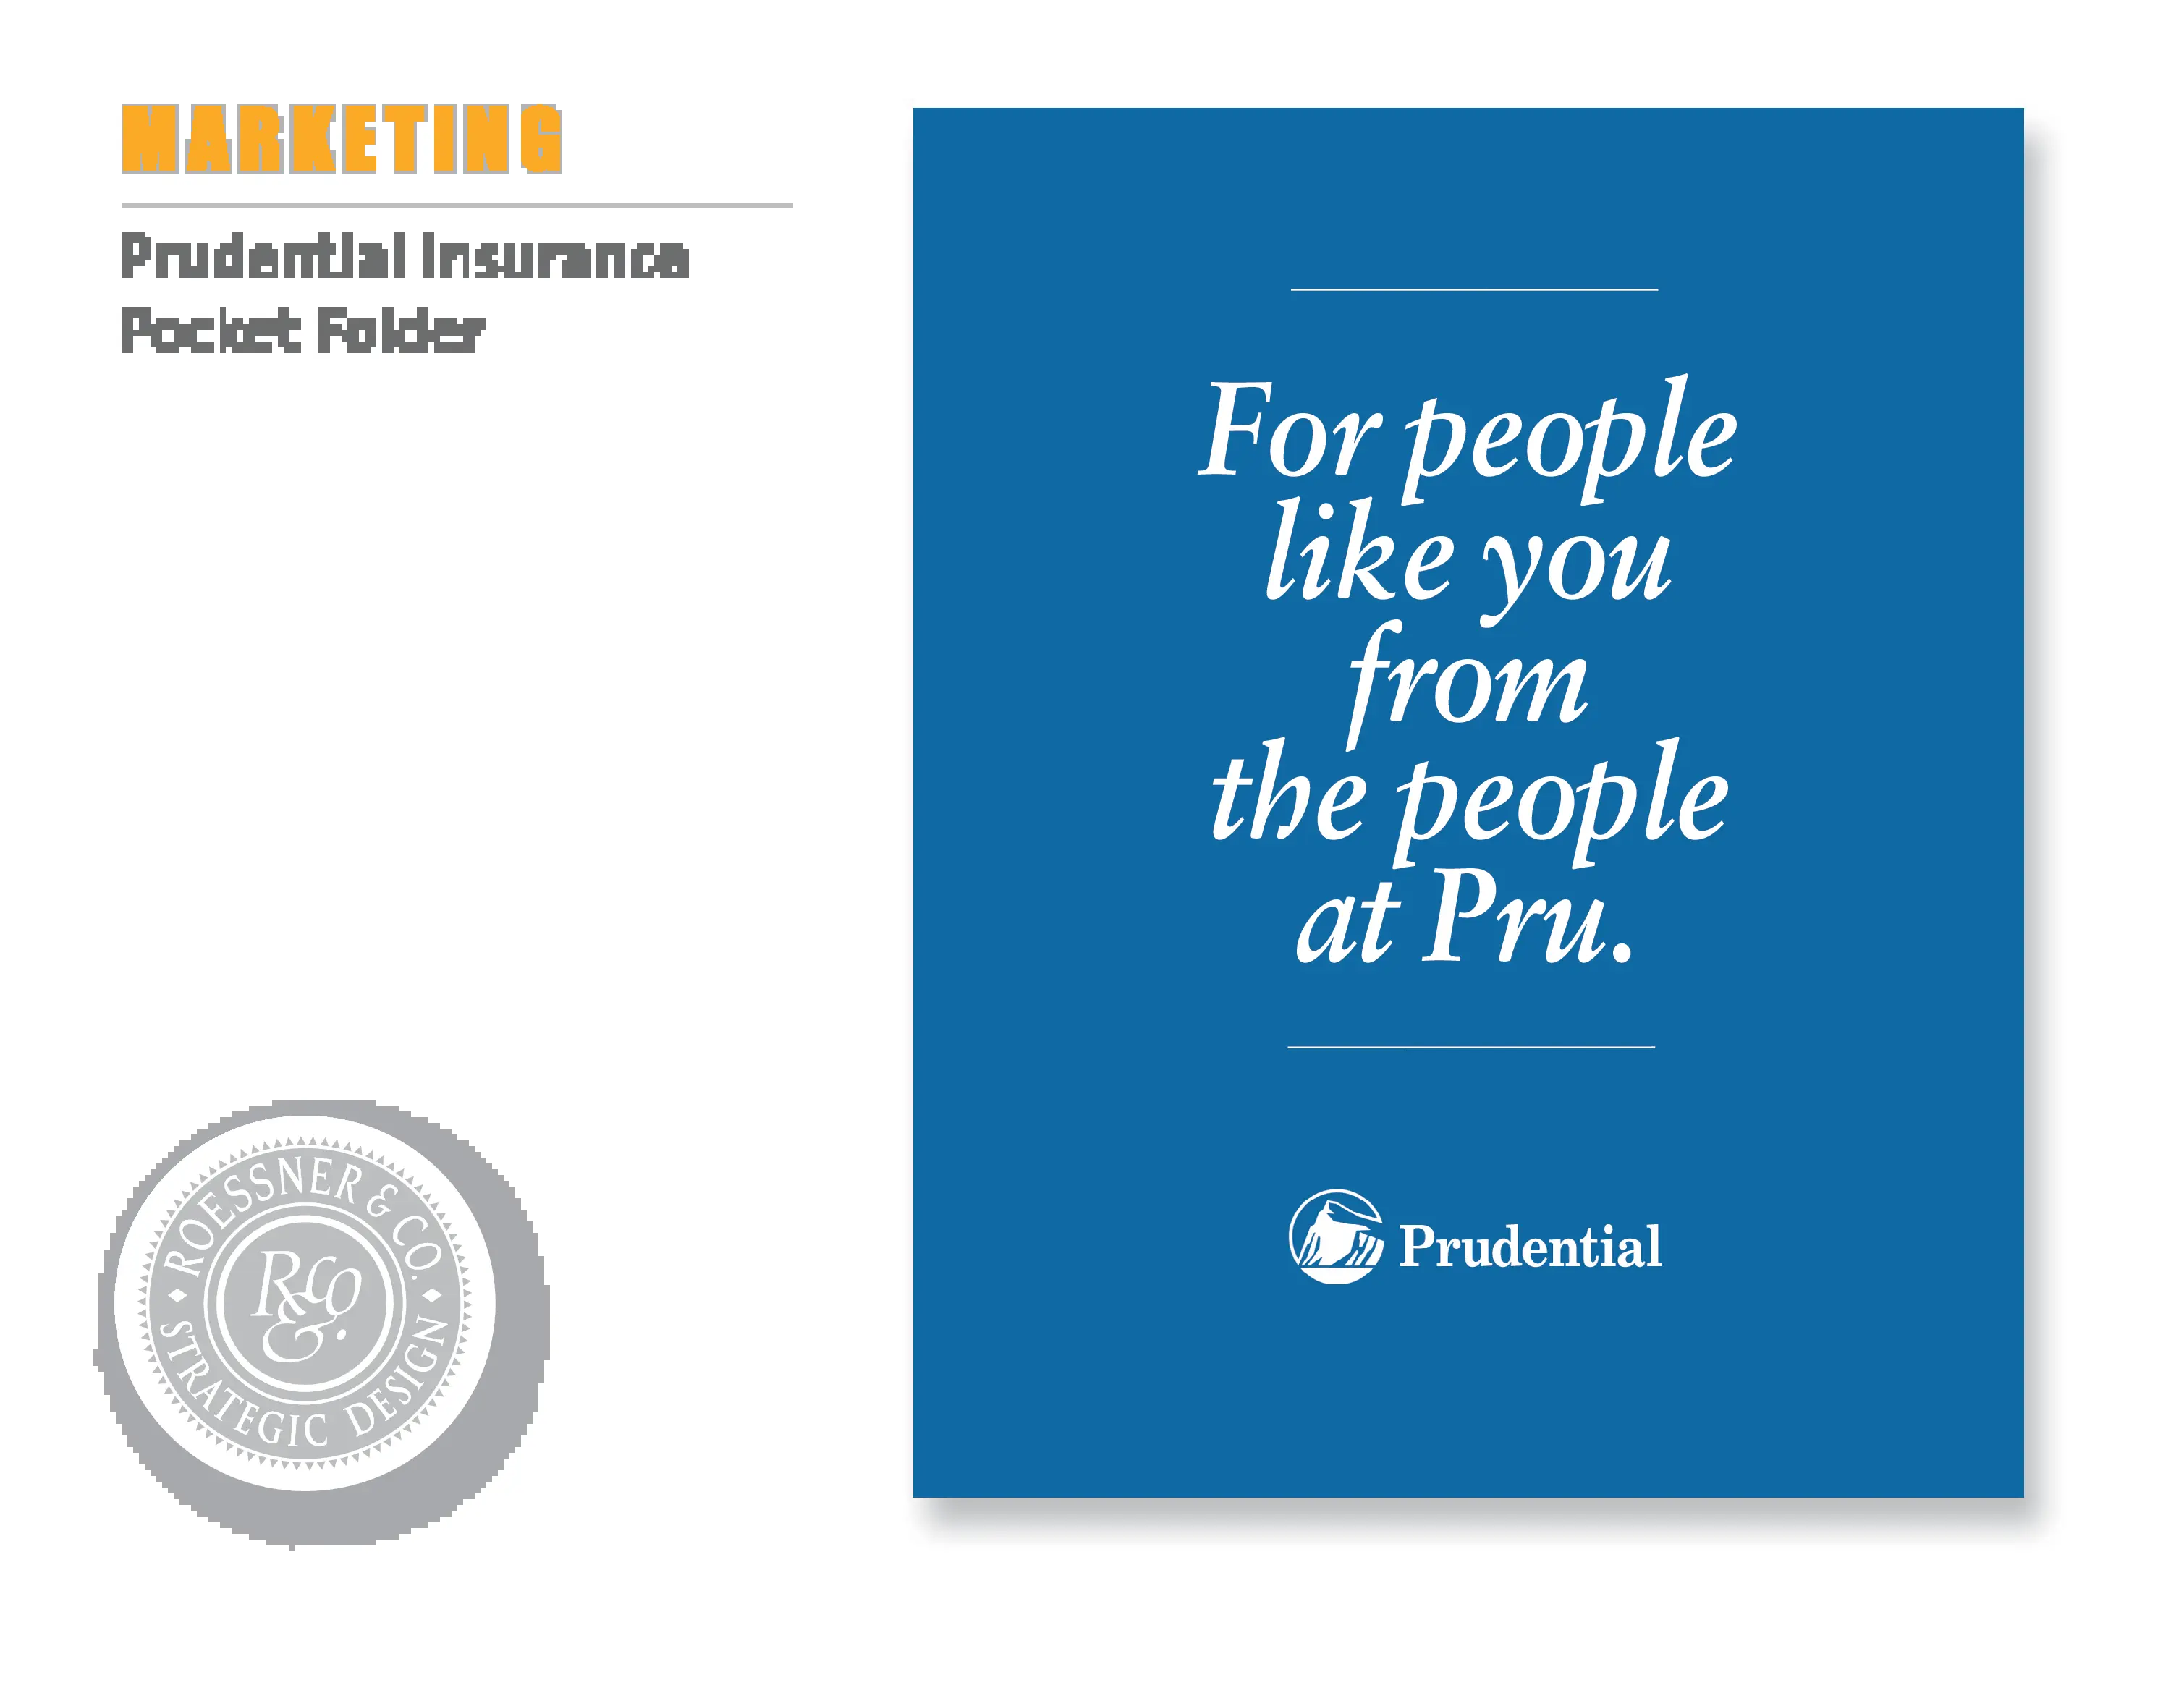 MARKETING
Prudential Insurance
Pocket Folder
For people
like you
from
the people
at Pru.
Prudential
ROESSNER & CO.
R&Co.
STRATEGIC DESIGN